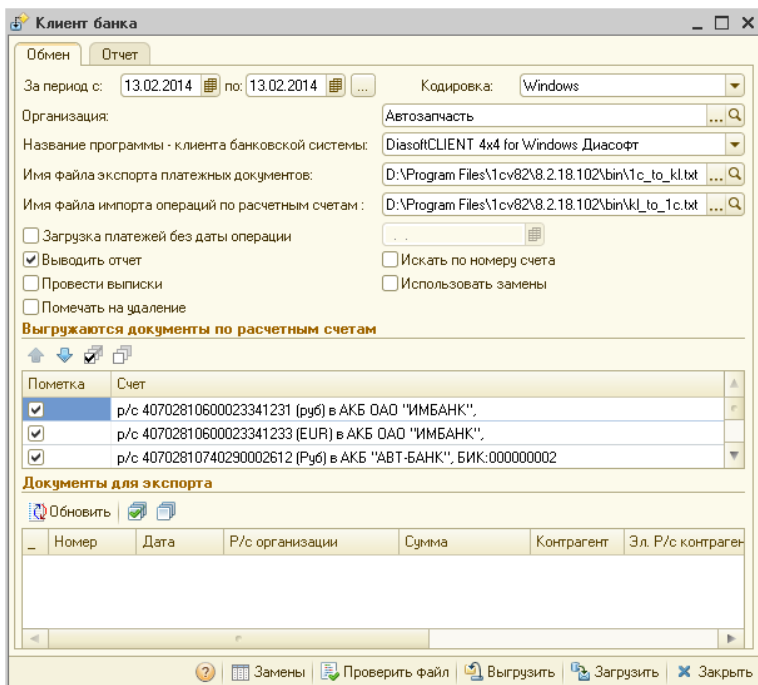 Клиент банка
Обмен Отчет
За период с: 13.02.2014 по: 13.02.2014 ... Кодировка: Windows
Организация: Автозапчасть ...
Название программы - клиента банковской системы: DiasoftCLIENT 4x4 for Windows Диасофт
Имя файла экспорта платежных документов: D:\Program Files\1cv82\8.2.18.102\bin\1c_to_kl.txt ...
Имя файла импорта операций по расчетным счетам : D:\Program Files\1cv82\8.2.18.102\bin\kl_to_1c.txt ...
Загрузка платежей без даты операции . .
Выводить отчет Искать по номеру счета
Провести выписки Использовать замены
Помечать на удаление
Выгружаются документы по расчетным счетам
Пометка Счет
р/с 40702810600023341231 (руб) в АКБ ОАО "ИМБАНК",
р/с 40702810600023341233 (EUR) в АКБ ОАО "ИМБАНК",
р/с 40702810740290002612 (Руб) в АКБ "АВТ-БАНК", БИК:000000002
Документы для экспорта
Обновить
_ Номер Дата Р/с организации Сумма Контрагент Эл. Р/с контраген
? Замены Проверить файл Выгрузить Загрузить Закрыть